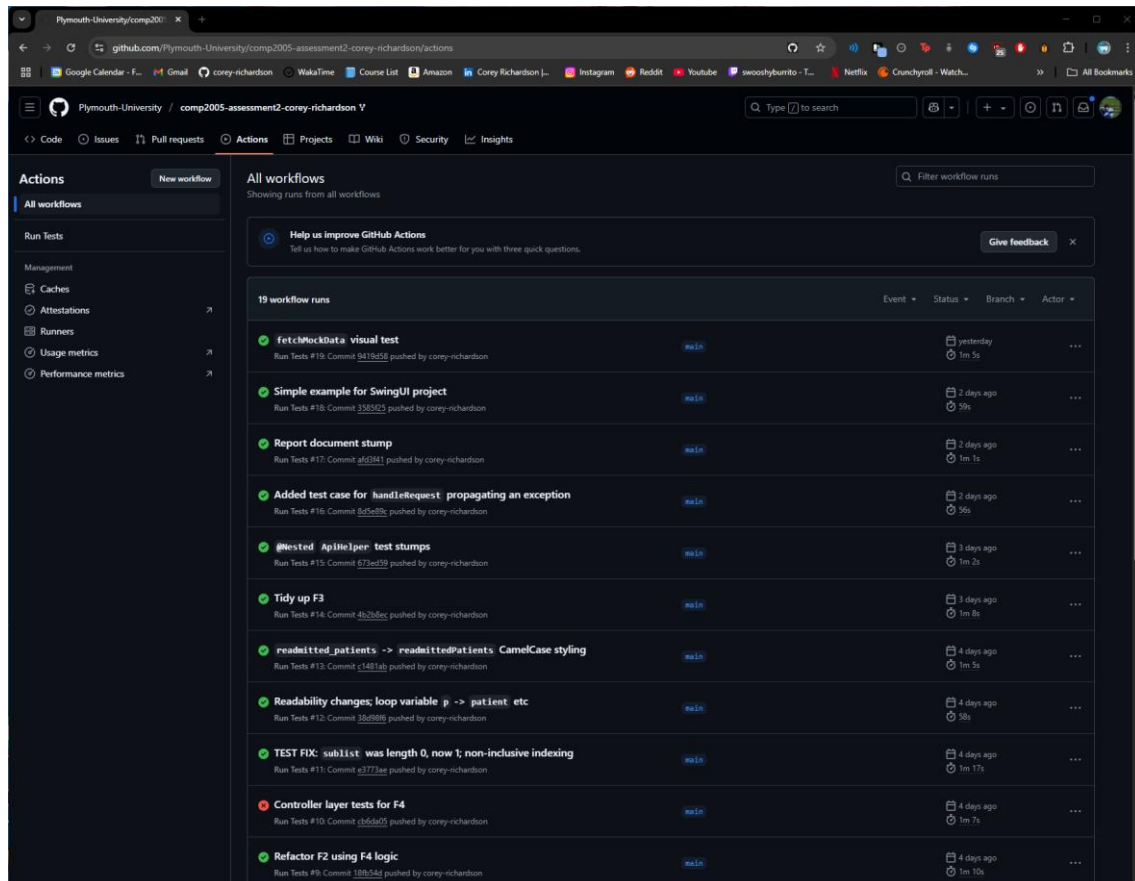 Plymouth-University/comp200
github.com/Plymouth-University/comp2005-assessment2-corey-richardson/actions
Google Calendar - F... Gmail corey-richardson WakaTime Course List Amazon Corey Richardson |... Instagram Reddit Youtube swooshyburrito - T... Netflix Crunchyroll - Watch... » All Bookmarks
Plymouth-University / comp2005-assessment2-corey-richardson
Type / to search
Code Issues Pull requests Actions Projects Wiki Security Insights
Actions
New workflow
All workflows
Run Tests
Management
Caches
Attestations
Runners
Usage metrics
Performance metrics
All workflows
Showing runs from all workflows
Filter workflow runs
Help us improve GitHub Actions
Tell us how to make GitHub Actions work better for you with three quick questions.
Give feedback
19 workflow runs
Event Status Branch Actor
fetchMockData visual test
Run Tests #19: Commit 9419d58 pushed by corey-richardson
main
yesterday
1m 5s
Simple example for SwingUI project
Run Tests #18: Commit 3585f25 pushed by corey-richardson
main
2 days ago
59s
Report document stump
Run Tests #17: Commit afd3f41 pushed by corey-richardson
main
2 days ago
1m 1s
Added test case for handleRequest propagating an exception
Run Tests #16: Commit 8d5e89c pushed by corey-richardson
main
2 days ago
56s
@Nested ApiHelper test stumps
Run Tests #15: Commit 673ed59 pushed by corey-richardson
main
3 days ago
1m 2s
Tidy up F3
Run Tests #14: Commit 4b2b8ec pushed by corey-richardson
main
3 days ago
1m 8s
readmitted_patients -> readmittedPatients CamelCase styling
Run Tests #13: Commit c1481ab pushed by corey-richardson
main
4 days ago
1m 5s
Readability changes; loop variable p -> patient etc
Run Tests #12: Commit 38d98f6 pushed by corey-richardson
main
4 days ago
58s
TEST FIX: sublist was length 0, now 1; non-inclusive indexing
Run Tests #11: Commit e3773ae pushed by corey-richardson
main
4 days ago
1m 17s
Controller layer tests for F4
Run Tests #10: Commit cb6da05 pushed by corey-richardson
main
4 days ago
1m 7s
Refactor F2 using F4 logic
Run Tests #9: Commit 18fb54d pushed by corey-richardson
main
4 days ago
1m 10s